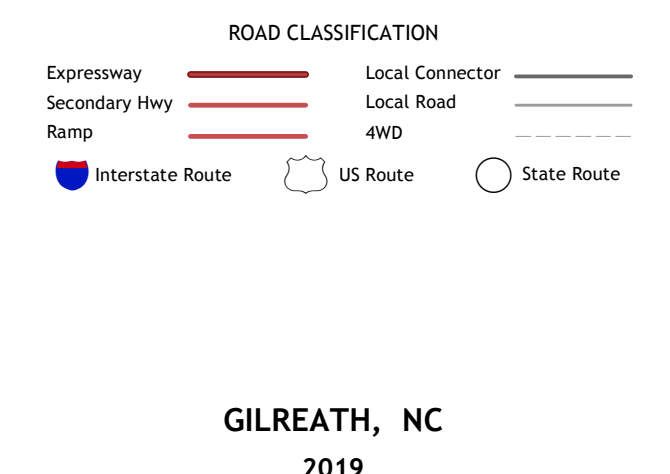 ROAD CLASSIFICATION
Expressway
Local Connector
Secondary Hwy
Local Road
Ramp
4WD
Interstate Route
US Route
State Route
GILREATH, NC
2019